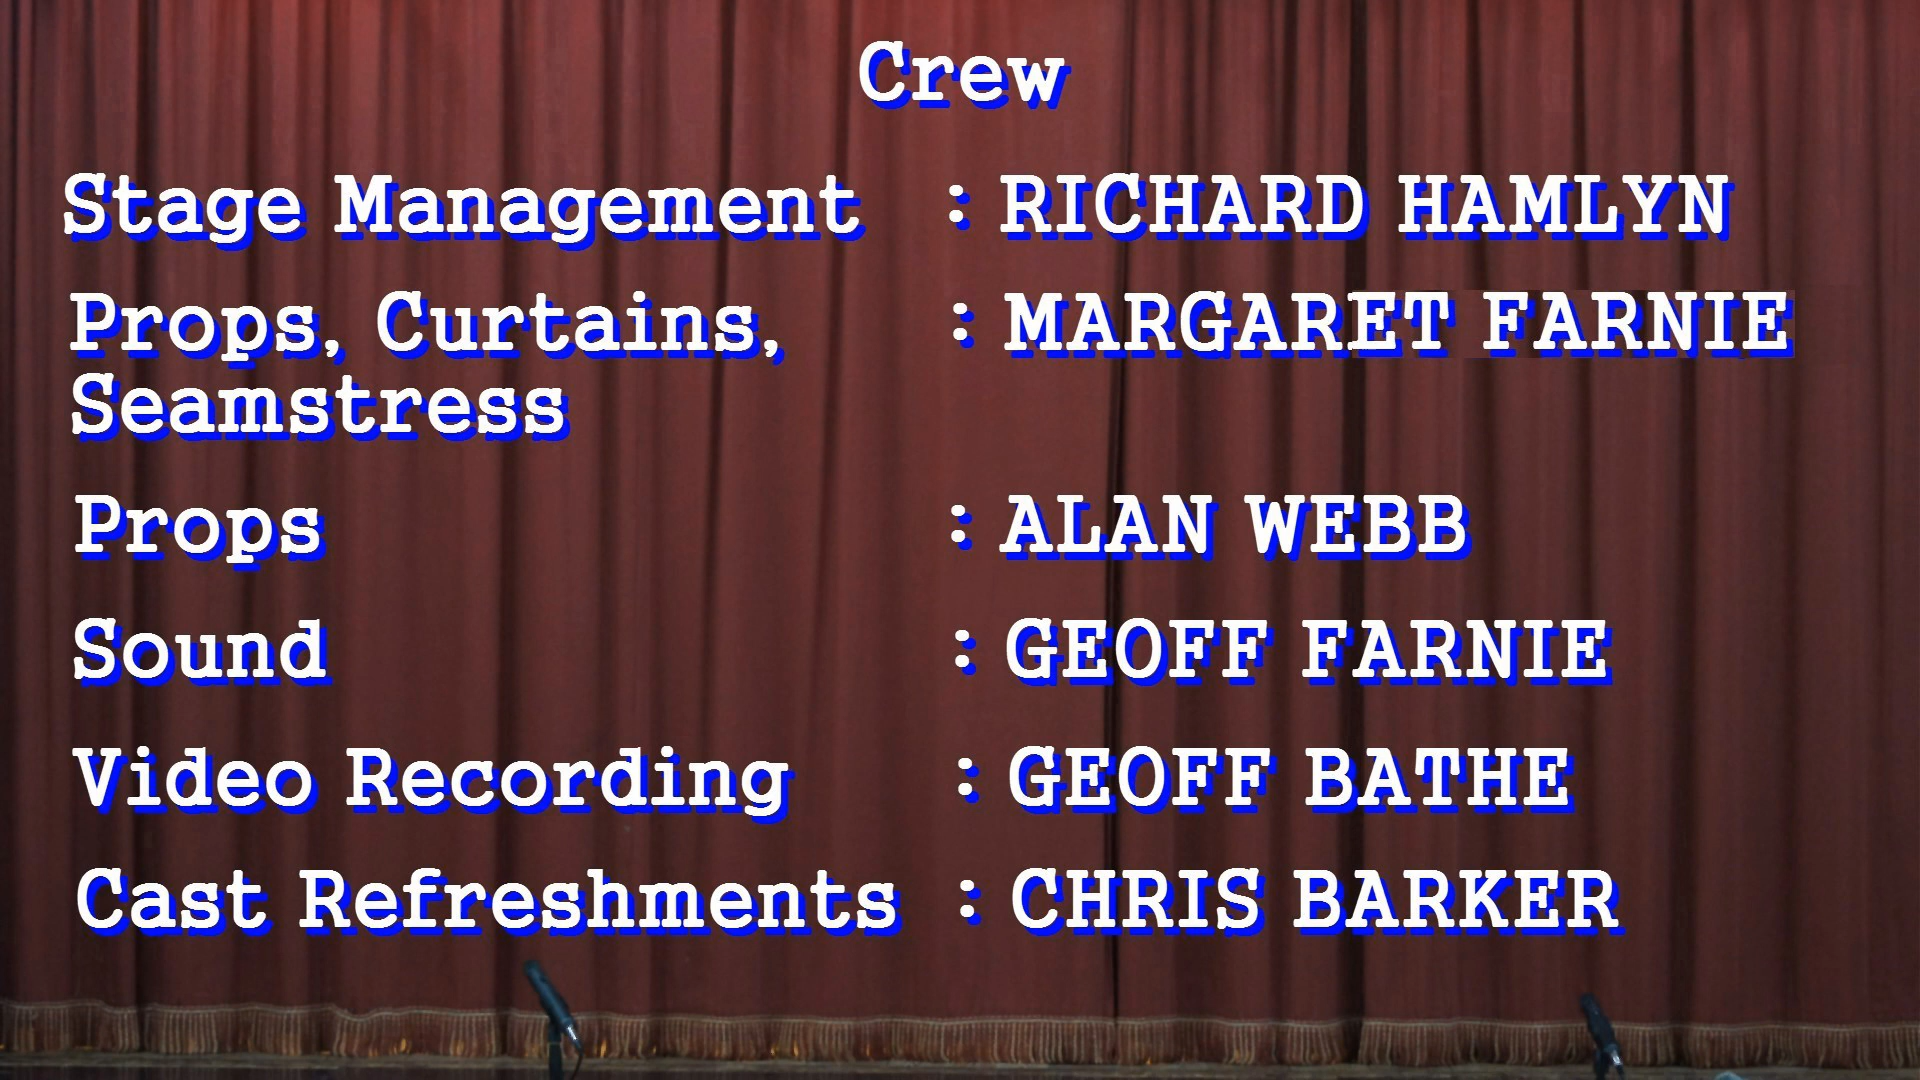 Crew
Stage Management : RICHARD HAMLYN
Props, Curtains, : MARGARET FARNIE
Seamstress
Props : ALAN WEBB
Sound : GEOFF FARNIE
Video Recording : GEOFF BATHE
Cast Refreshments : CHRIS BARKER